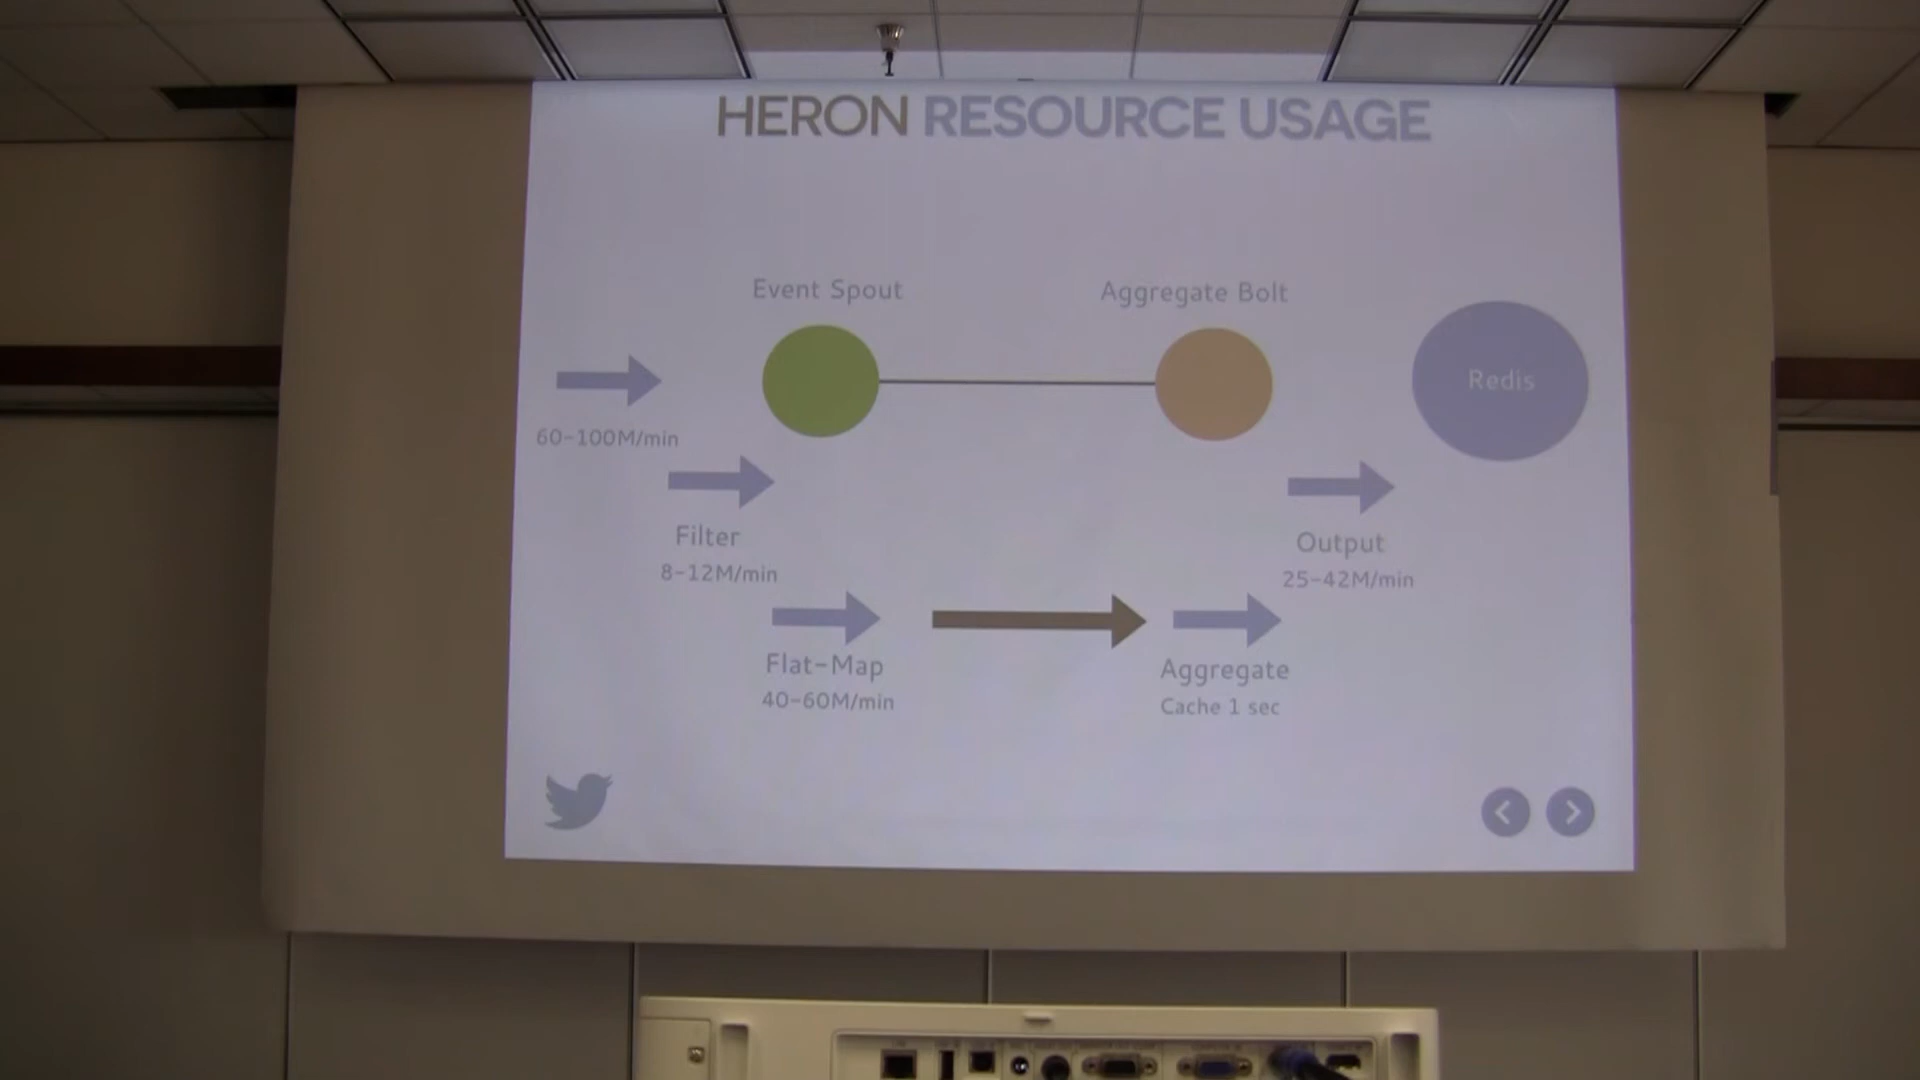 HERON RESOURCE USAGE
Event Spout
Aggregate Bolt
Redis
60-100M/min
Filter
8-12M/min
Output
25-42M/min
Flat-Map
40-60M/min
Aggregate
Cache 1 sec